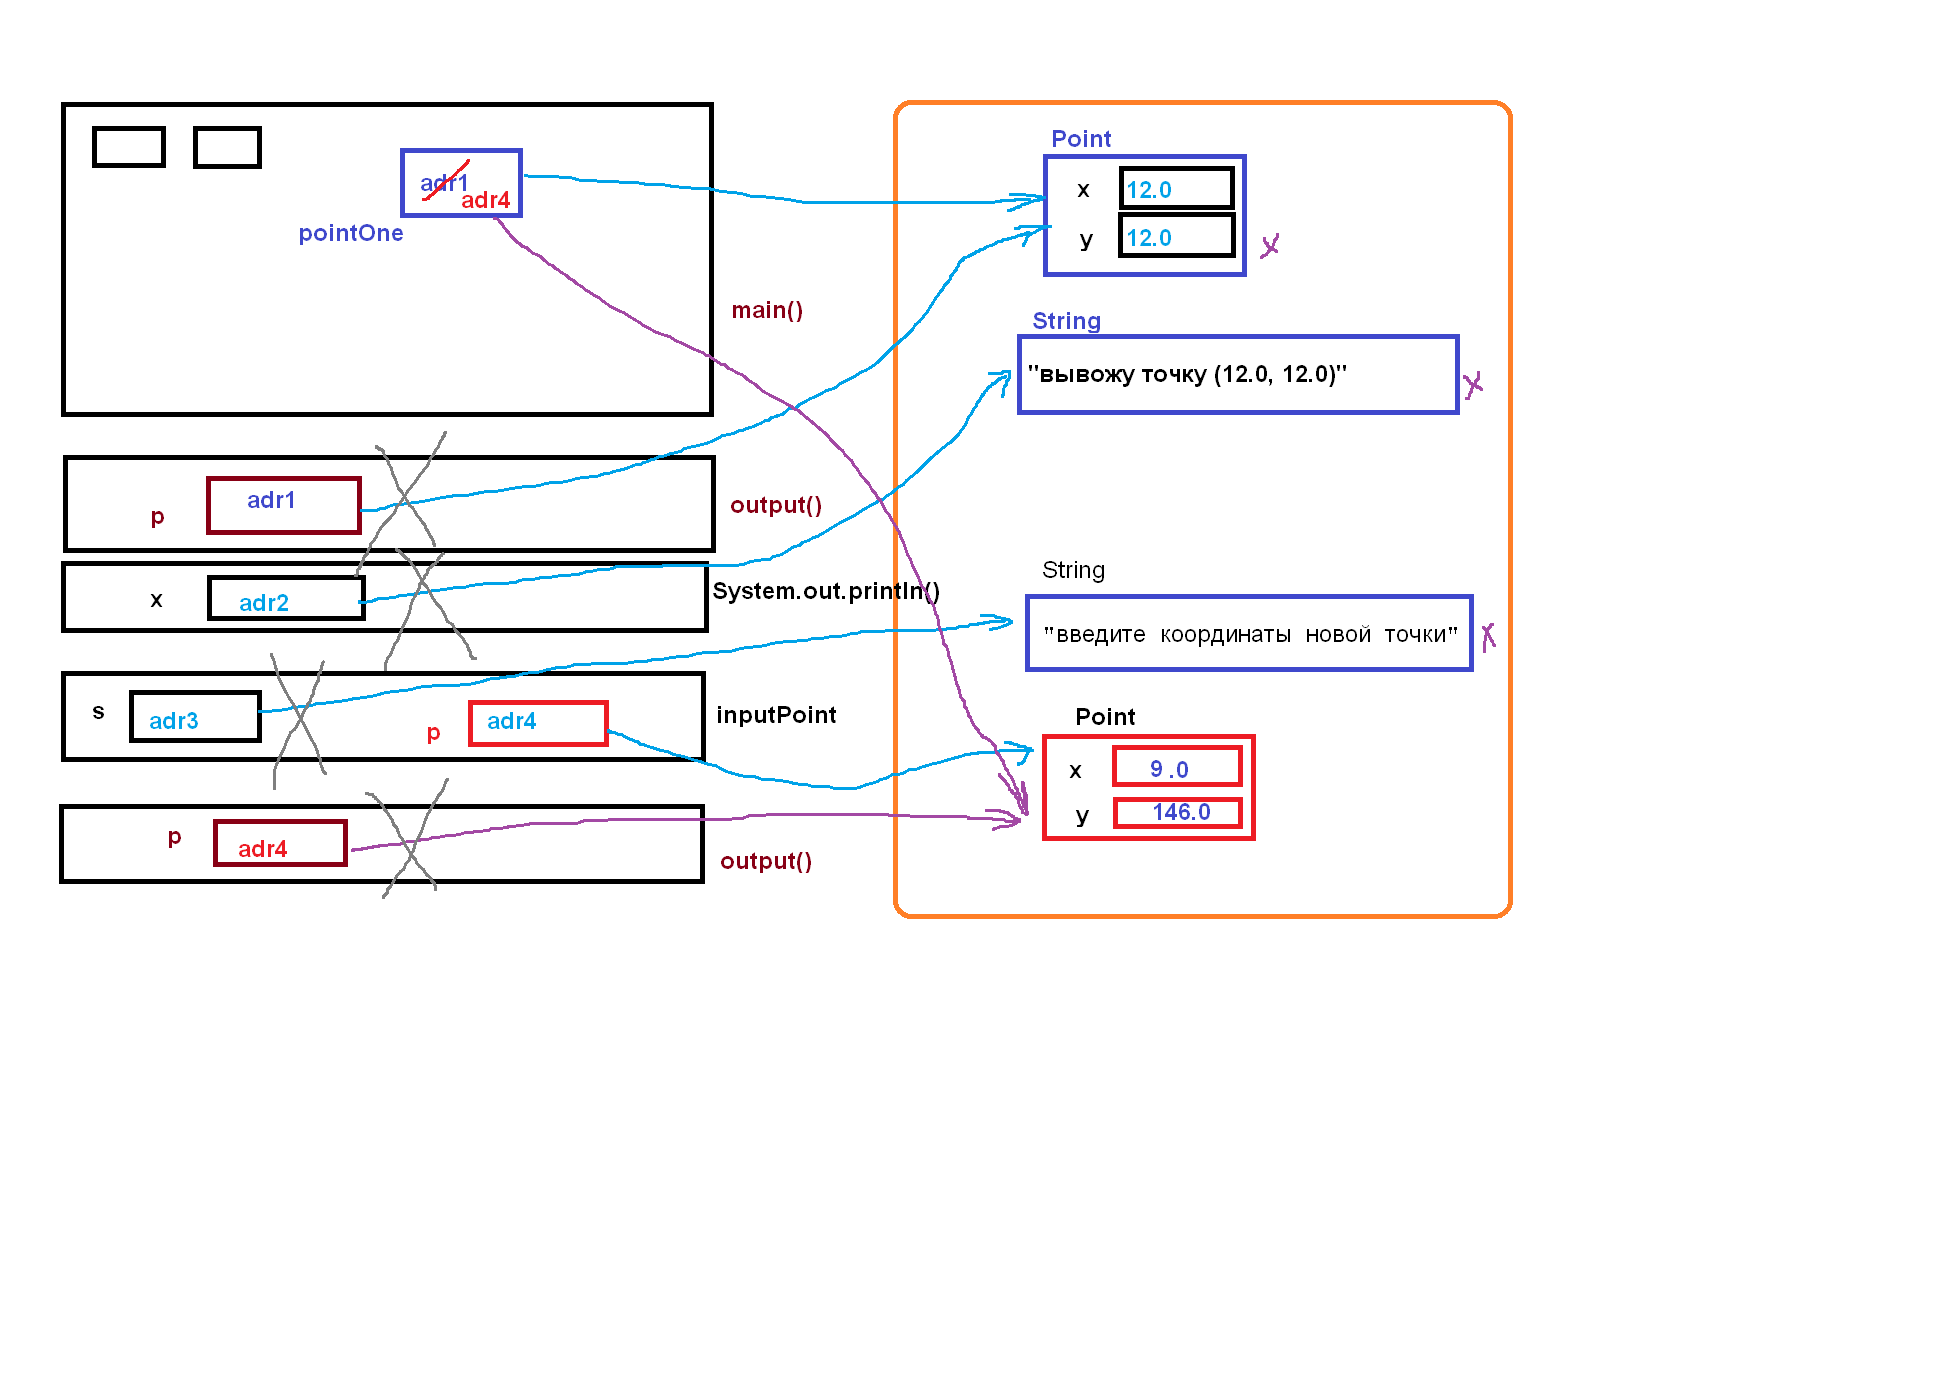 adr1
adr4
pointOne
main()
p
adr1
output()
x
adr2
System.out.println()
s
adr3
p
adr4
inputPoint
p
adr4
output()
Point
x
12.0
y
12.0
String
"вывожу точку (12.0, 12.0)"
String
"введите координаты новой точки"
Point
x
9.0
y
146.0